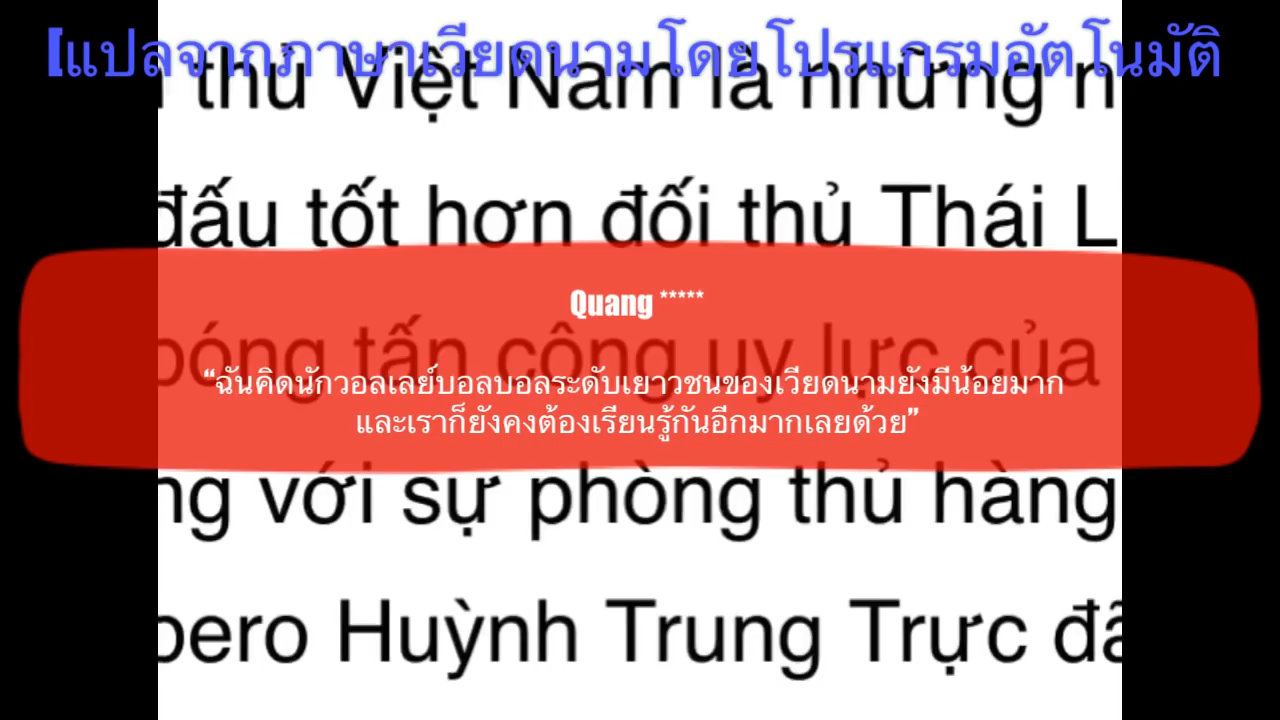 [แปลจากภาษาเวียดนามโดยโปรแกรมอัตโนมัติ
thủ Việt Nam là những
đấu tốt hơn đối thủ Thái L
Quang *****
bóng tấn công uy lực của
“ฉันคิดนักวอลเลย์บอลบอลระดับเยาวชนของเวียดนามยังมีน้อยมาก
และเราก็ยังคงต้องเรียนรู้กันอีกมากเลยด้วย”
ng với sự phòng thủ hàng
bero Huỳnh Trung Trực đã